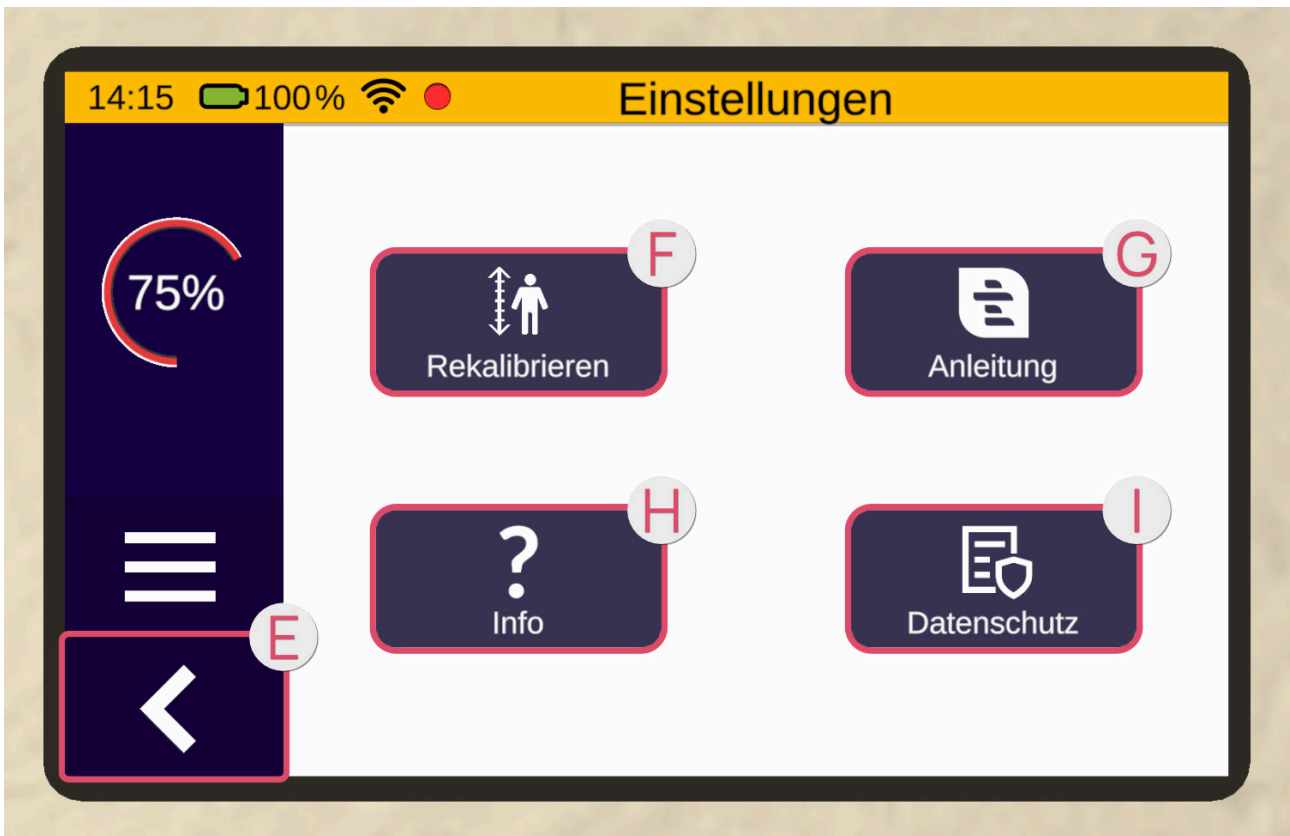 14:15 100% Einstellungen
F
G
75%
Rekalibrieren
Anleitung
H
I
?
Info
Datenschutz
E